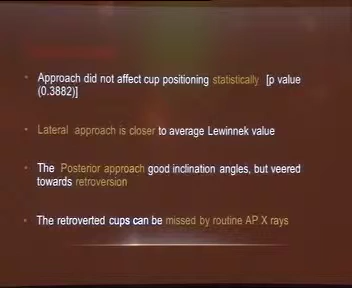 Approach did not affect cup positioning statistically [p value
(0.3882)]
Lateral approach is closer to average Lewinnek value
The Posterior approach good inclination angles, but veered
towards retroversion
The retroverted cups can be missed by routine AP X rays